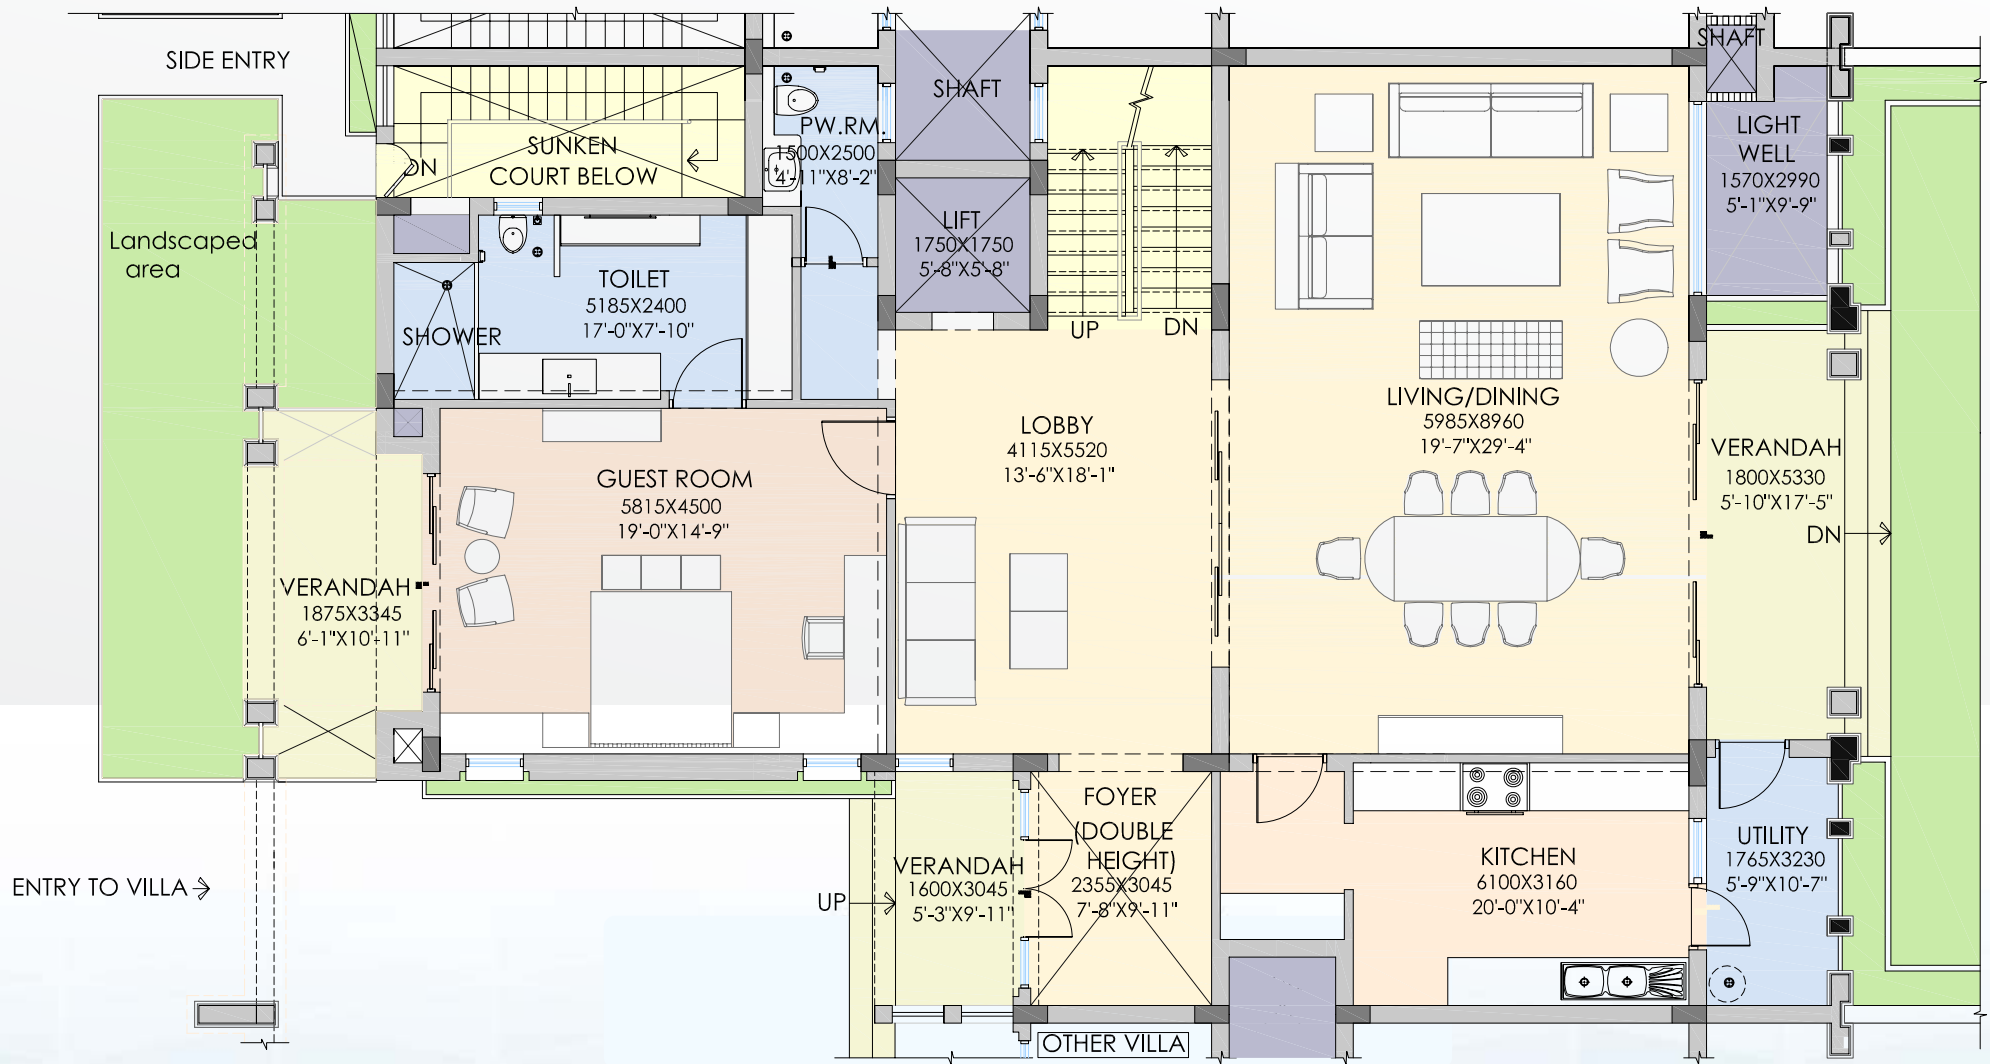 SIDE ENTRY
SHAFT
SHAFT
DN
SUNKEN
COURT BELOW
PW.RM.
1500X2500
4'-11"X8'-2"
LIGHT
WELL
1570X2990
5'-1"X9'-9"
LIFT
1750X1750
5'-8"X5'-8"
Landscaped
area
TOILET
5185X2400
17'-0"X7'-10"
SHOWER
UP
DN
LIVING/DINING
5985X8960
19'-7"X29'-4"
LOBBY
4115X5520
13'-6"X18'-1"
VERANDAH
1800X5330
5'-10"X17'-5"
DN
GUEST ROOM
5815X4500
19'-0"X14'-9"
VERANDAH
1875X3345
6'-1"X10'-11"
FOYER
(DOUBLE
HEIGHT)
2355X3045
7'-8"X9'-11"
VERANDAH
1600X3045
5'-3"X9'-11"
UP
KITCHEN
6100X3160
20'-0"X10'-4"
UTILITY
1765X3230
5'-9"X10'-7"
ENTRY TO VILLA
OTHER VILLA